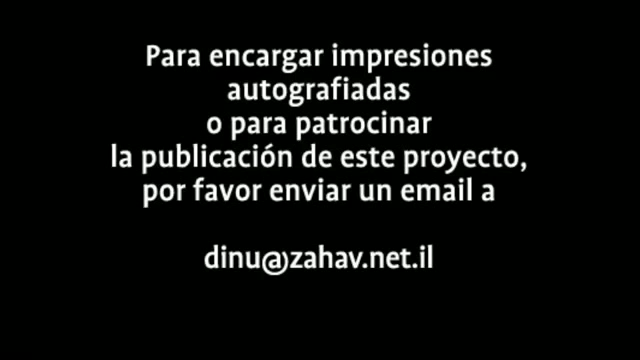 Para encargar impresiones
autografiadas
o para patrocinar
la publicación de este proyecto,
por favor enviar un email a
dinu@zahav.net.il